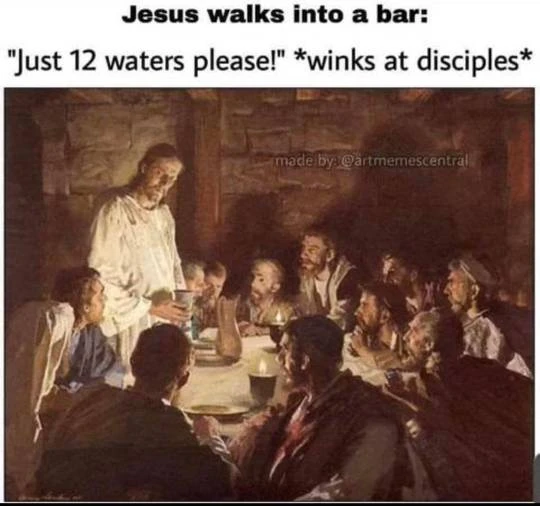 Jesus walks into a bar:
"Just 12 waters please!" *winks at disciples*
made by: @artmemescentral